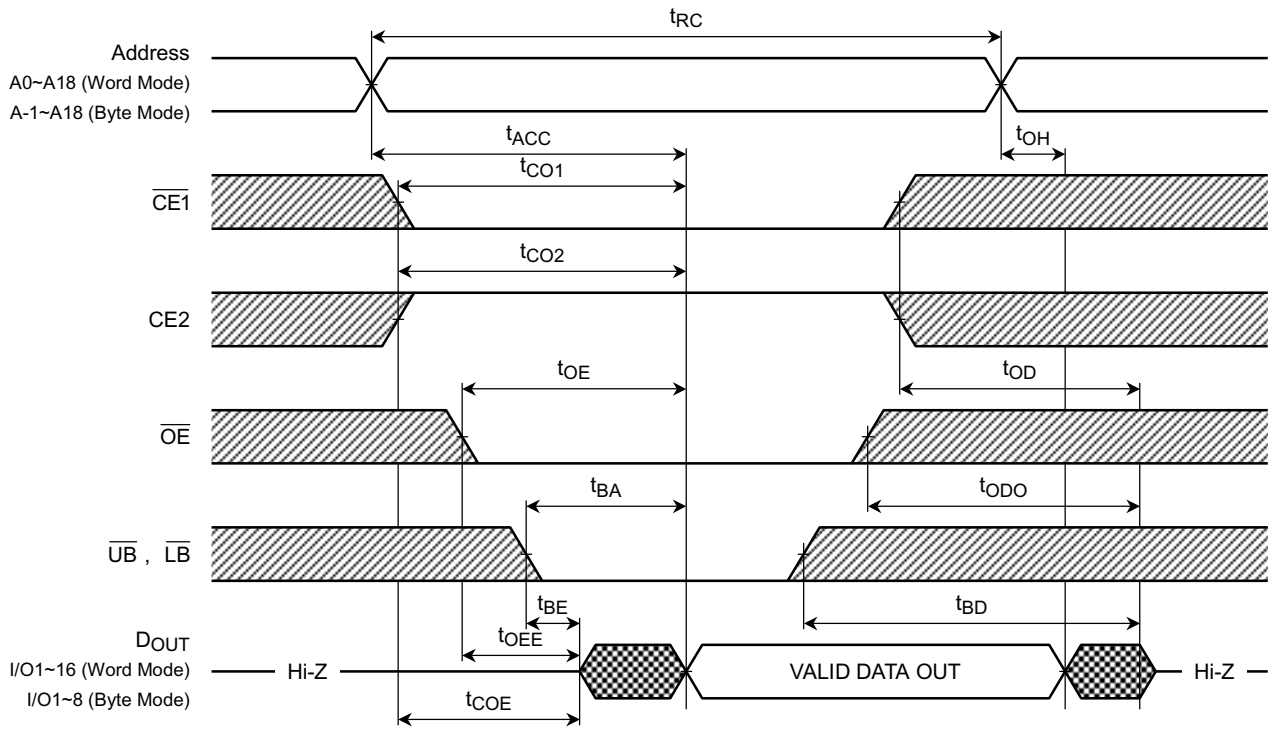 tRC
Address
A0~A18 (Word Mode)
A-1~A18 (Byte Mode)
tACC
tOH
tCO1
CE1
tCO2
CE2
tOE
tOD
OE
tBA
tODO
UB , LB
tBE
tBD
DOUT
tOEE
I/O1~16 (Word Mode)
Hi-Z
VALID DATA OUT
Hi-Z
I/O1~8 (Byte Mode)
tCOE